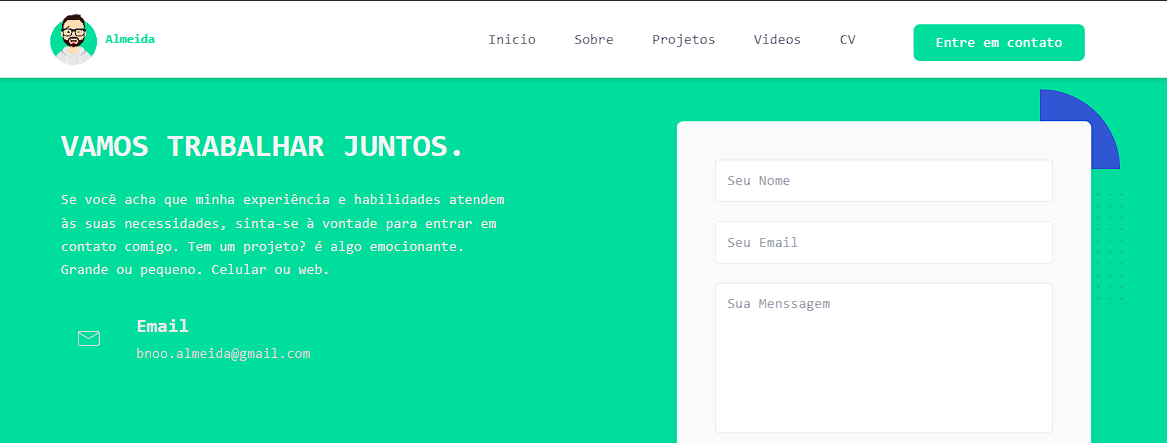 Almeida
Inicio
Sobre
Projetos
Videos
CV
Entre em contato
VAMOS TRABALHAR JUNTOS.
Se você acha que minha experiência e habilidades atendem
às suas necessidades, sinta-se à vontade para entrar em
contato comigo. Tem um projeto? é algo emocionante.
Grande ou pequeno. Celular ou web.
Email
bnoo.almeida@gmail.com
Seu Nome
Seu Email
Sua Menssagem